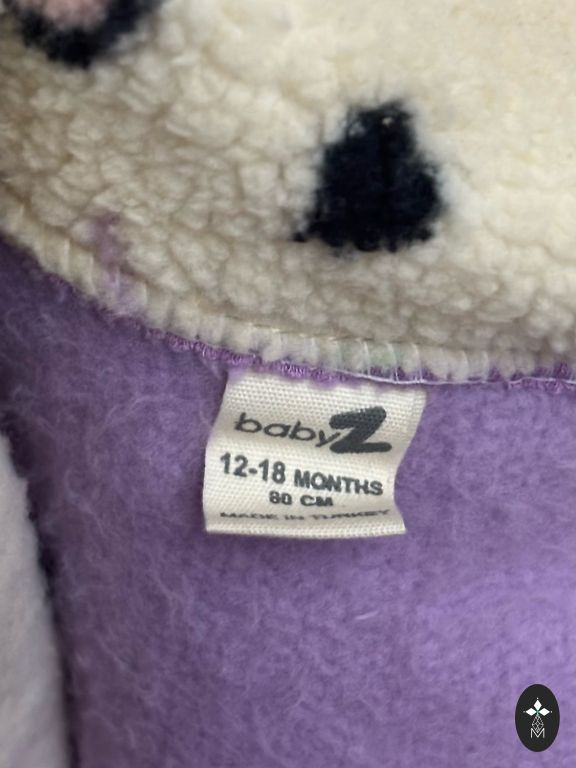 babyZ
12-18 MONTHS
80 CM
MADE IN TURKEY
M